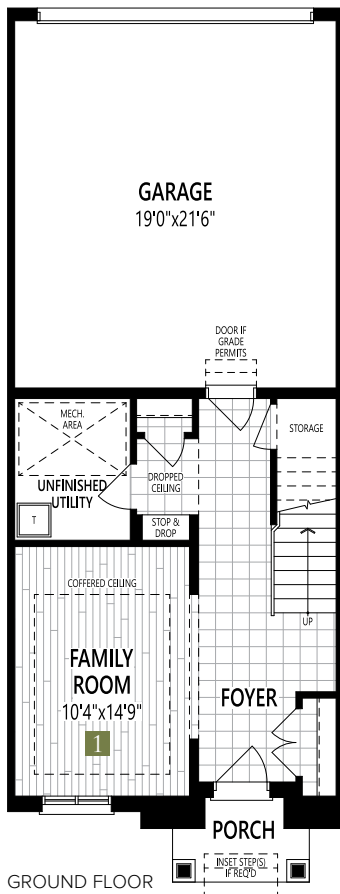 GARAGE
19'0"x21'6"
DOOR IF
GRADE
PERMITS
MECH.
AREA
STORAGE
UNFINISHED
UTILITY
DROPPED
CEILING
T
STOP &
DROP
COFFERED CEILING
UP
FAMILY
ROOM
10'4"x14'9"
1
FOYER
PORCH
INSET STEP(S)
IF REQ'D
GROUND FLOOR